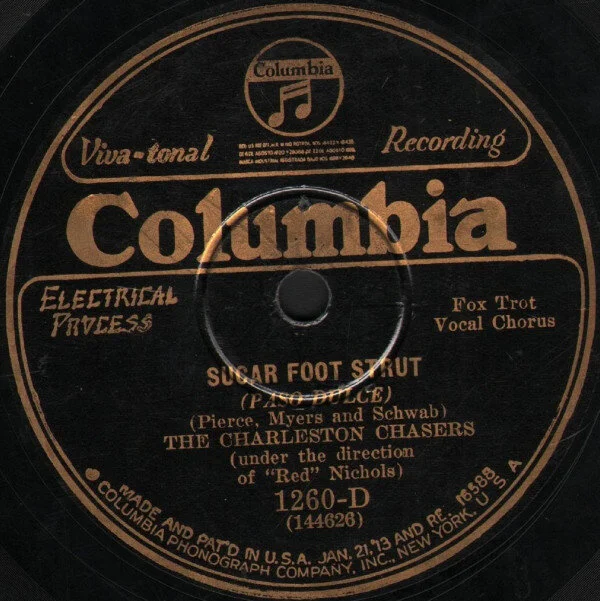 Columbia
Viva-tonal Recording
Columbia
ELECTRICAL
PROCESS
Fox Trot
Vocal Chorus
SUGAR FOOT STRUT
(PASO DULCE)
(Pierce, Myers and Schwab)
THE CHARLESTON CHASERS
(under the direction
of "Red" Nichols)
1260-D
(144626)
MADE AND PAT'D IN U.S.A. JAN. 21,'13 AND RE. 16588
COLUMBIA PHONOGRAPH COMPANY, INC., NEW YORK, U.S.A